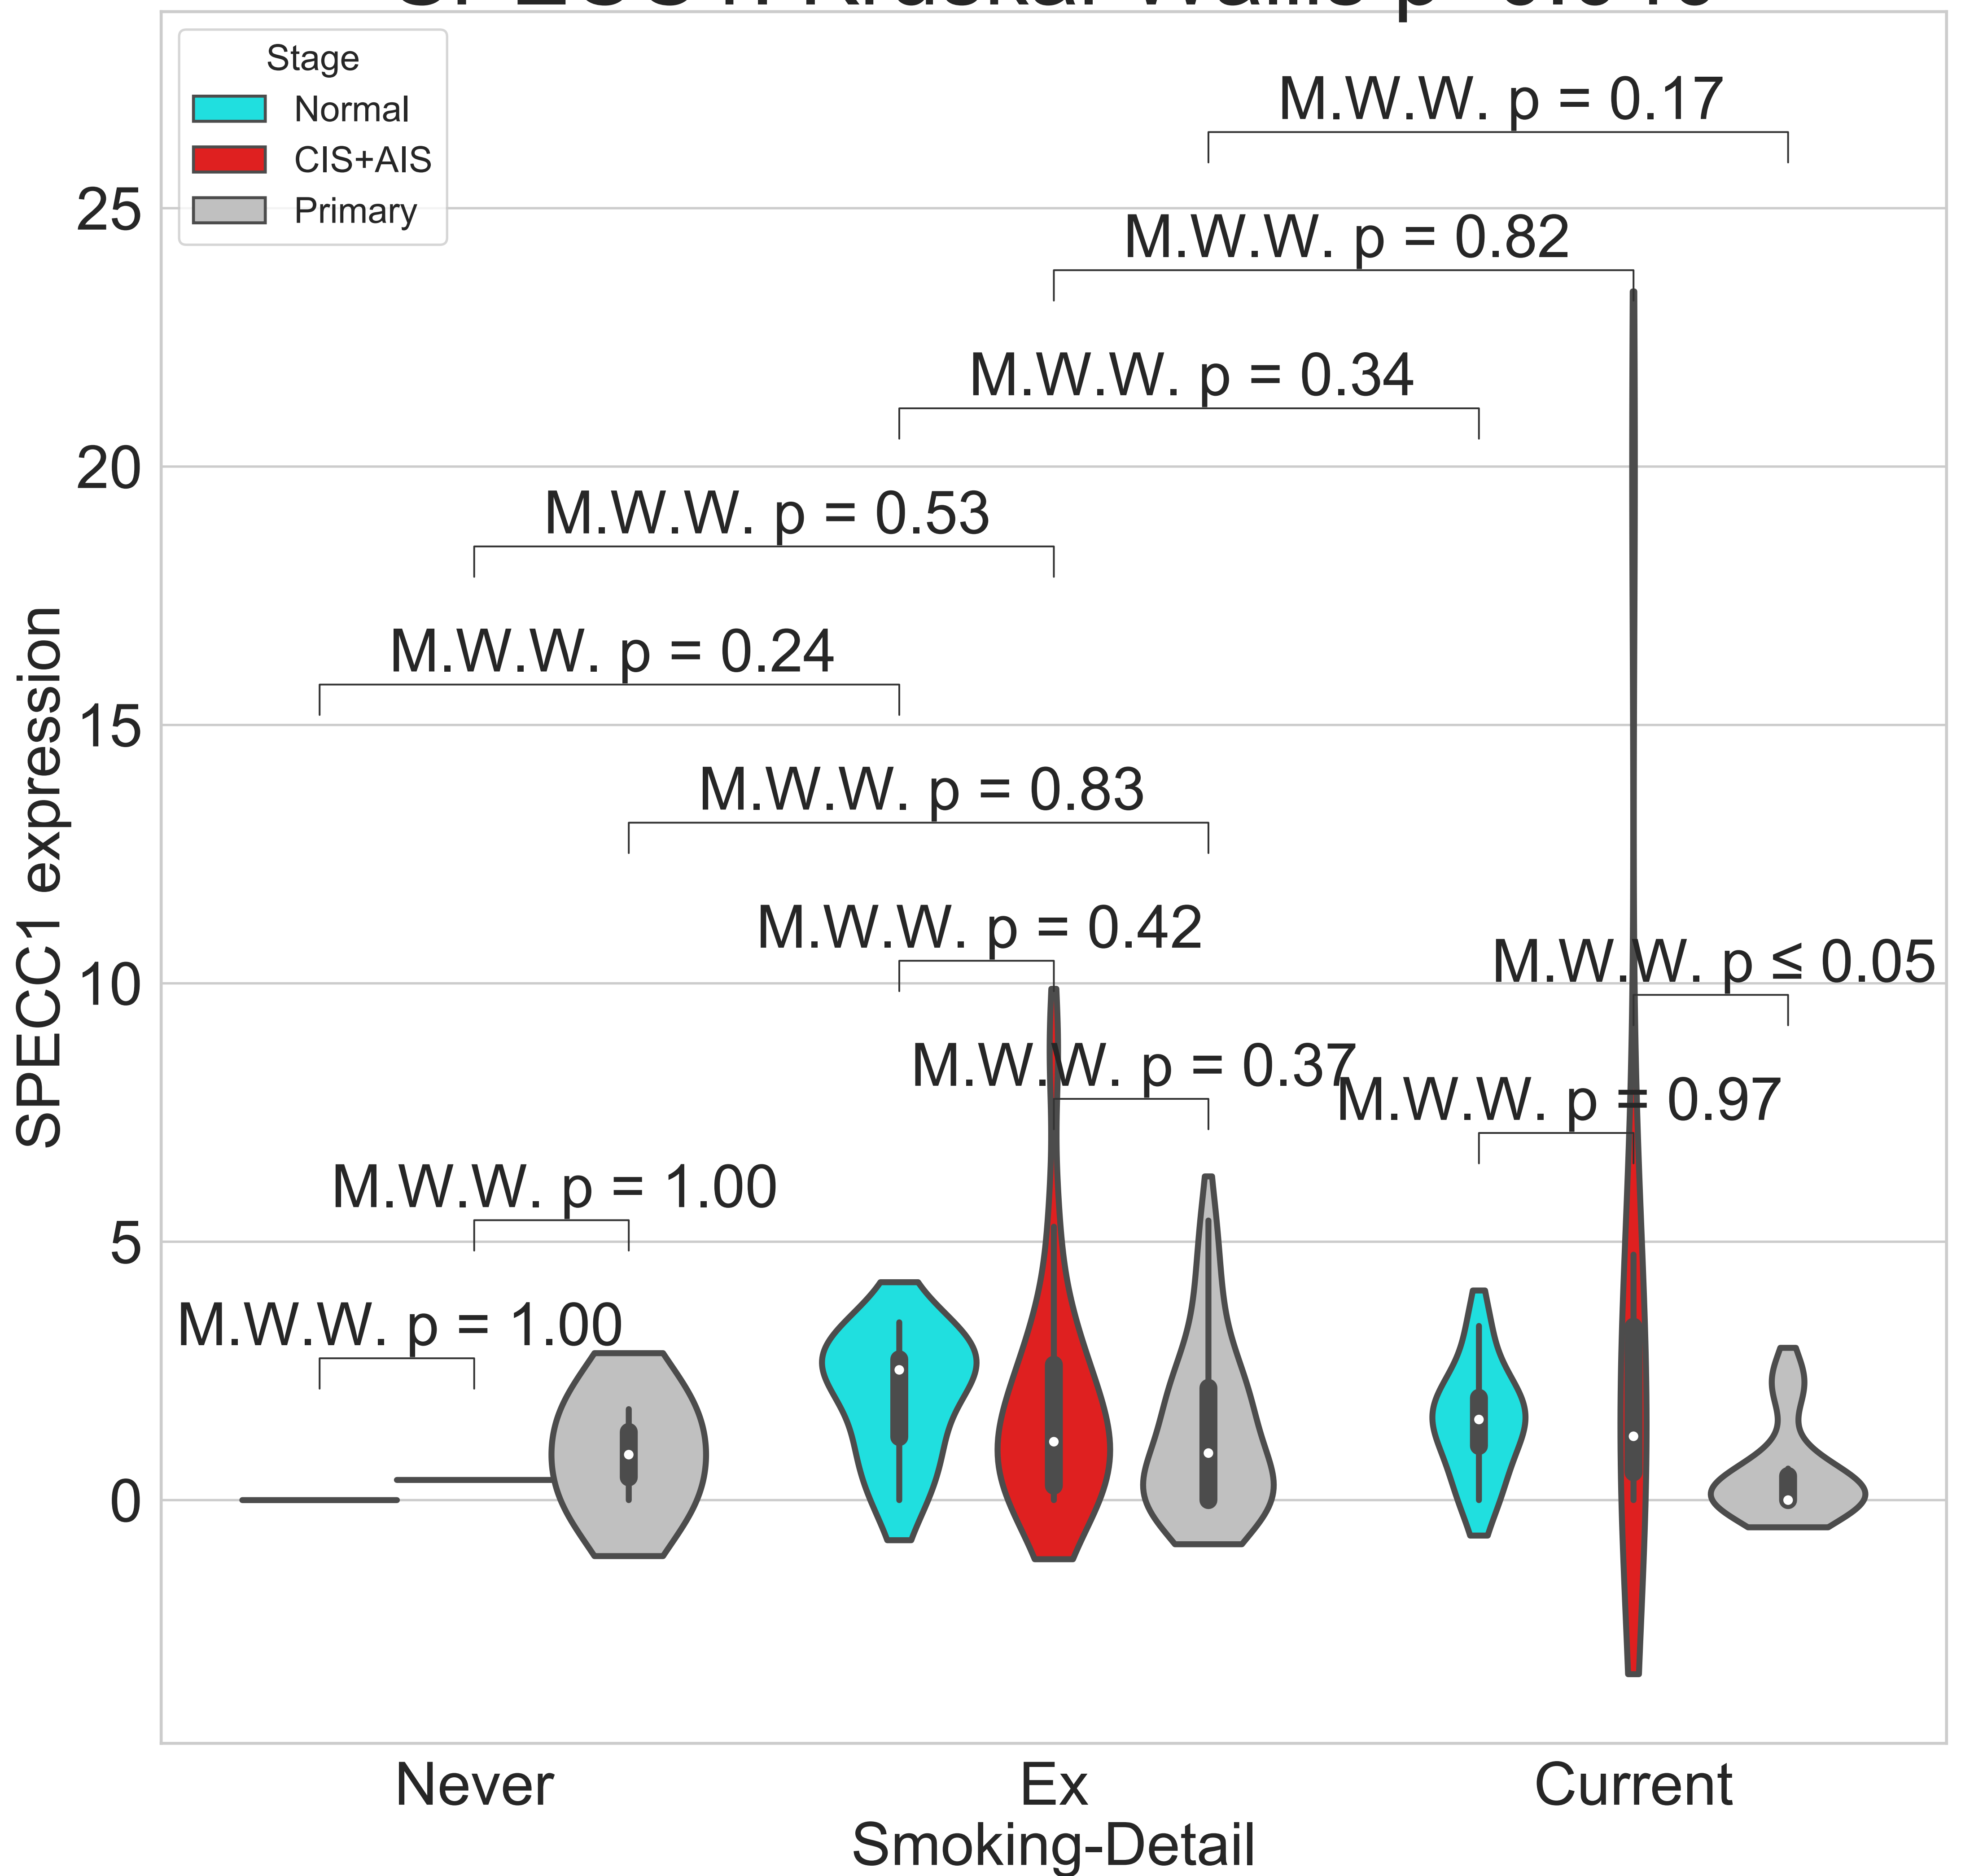 Stage
Normal
CIS+AIS
Primary
M.W.W. p = 0.17
M.W.W. p = 0.82
M.W.W. p = 0.34
M.W.W. p = 0.53
M.W.W. p = 0.24
M.W.W. p = 0.83
M.W.W. p = 0.42
M.W.W. p ≤ 0.05
M.W.W. p = 0.37
M.W.W. p = 0.97
M.W.W. p = 1.00
M.W.W. p = 1.00
25
20
15
10
5
0
SPECC1 expression
Never
Ex
Current
Smoking-Detail